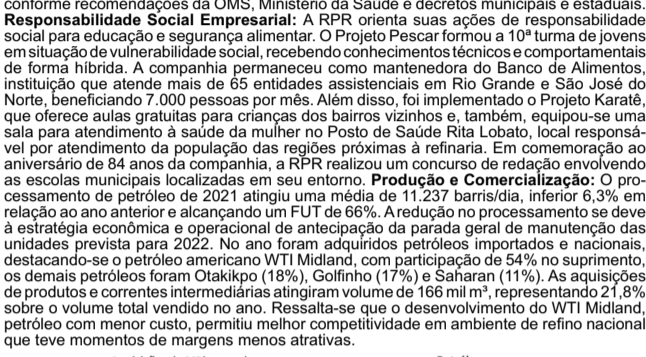 conforme recomendações da OMS, Ministério da Saúde e decretos municipais e estaduais.
Responsabilidade Social Empresarial: A RPR orienta suas ações de responsabilidade
social para educação e segurança alimentar. O Projeto Pescar formou a 10ª turma de jovens
em situação de vulnerabilidade social, recebendo conhecimentos técnicos e comportamentais
de forma híbrida. A companhia permaneceu como mantenedora do Banco de Alimentos,
instituição que atende mais de 65 entidades assistenciais em Rio Grande e São José do
Norte, beneficiando 7.000 pessoas por mês. Além disso, foi implementado o Projeto Karatê,
que oferece aulas gratuitas para crianças dos bairros vizinhos e, também, equipou-se uma
sala para atendimento à saúde da mulher no Posto de Saúde Rita Lobato, local responsá-
vel por atendimento da população das regiões próximas à refinaria. Em comemoração ao
aniversário de 84 anos da companhia, a RPR realizou um concurso de redação envolvendo
as escolas municipais localizadas em seu entorno. Produção e Comercialização: O pro-
cessamento de petróleo de 2021 atingiu uma média de 11.237 barris/dia, inferior 6,3% em
relação ao ano anterior e alcançando um FUT de 66%. A redução no processamento se deve
à estratégia econômica e operacional de antecipação da parada geral de manutenção das
unidades prevista para 2022. No ano foram adquiridos petróleos importados e nacionais,
destacando-se o petróleo americano WTI Midland, com participação de 54% no suprimento,
os demais petróleos foram Otakikpo (18%), Golfinho (17%) e Saharan (11%). As aquisições
de produtos e correntes intermediárias atingiram volume de 166 mil m³, representando 21,8%
sobre o volume total vendido no ano. Ressalta-se que o desenvolvimento do WTI Midland,
petróleo com menor custo, permitiu melhor competitividade em ambiente de refino nacional
que teve momentos de margens menos atrativas.